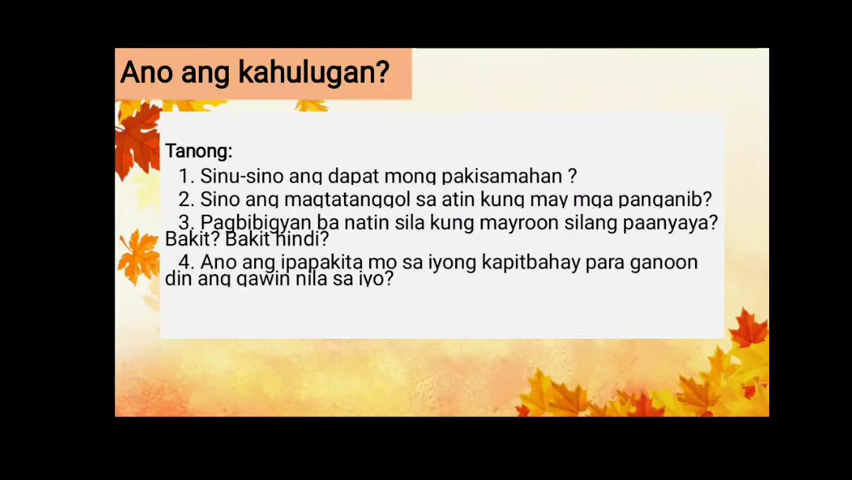 Ano ang kahulugan?
Tanong:
1. Sinu-sino ang dapat mong pakisamahan ?
2. Sino ang magtatanggol sa atin kung may mga panganib?
3. Pagbibigyan ba natin sila kung mayroon silang paanyaya?
Bakit? Bakit hindi?
4. Ano ang ipapakita mo sa iyong kapitbahay para ganoon
din ang gawin nila sa iyo?